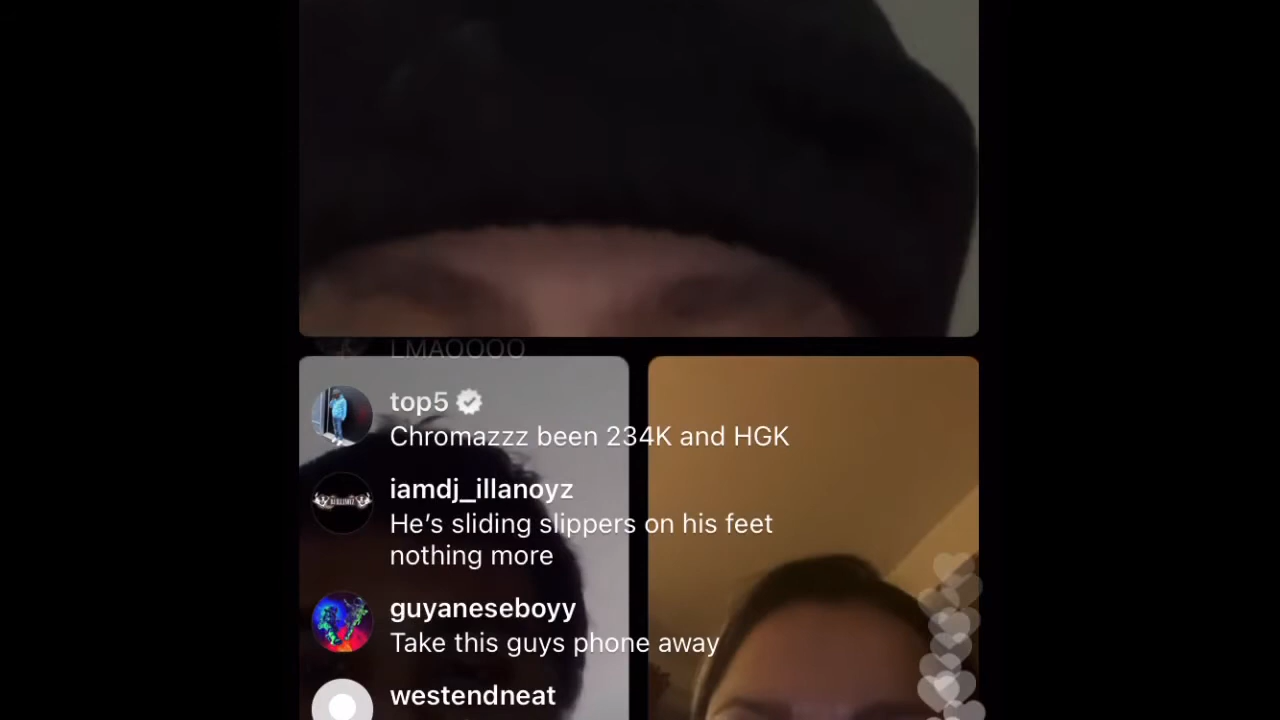 LMAOOOO
top5
Chromazzz been 234K and HGK
iamdj_illanoyz
He’s sliding slippers on his feet
nothing more
guyaneseboyy
Take this guys phone away
westendneat